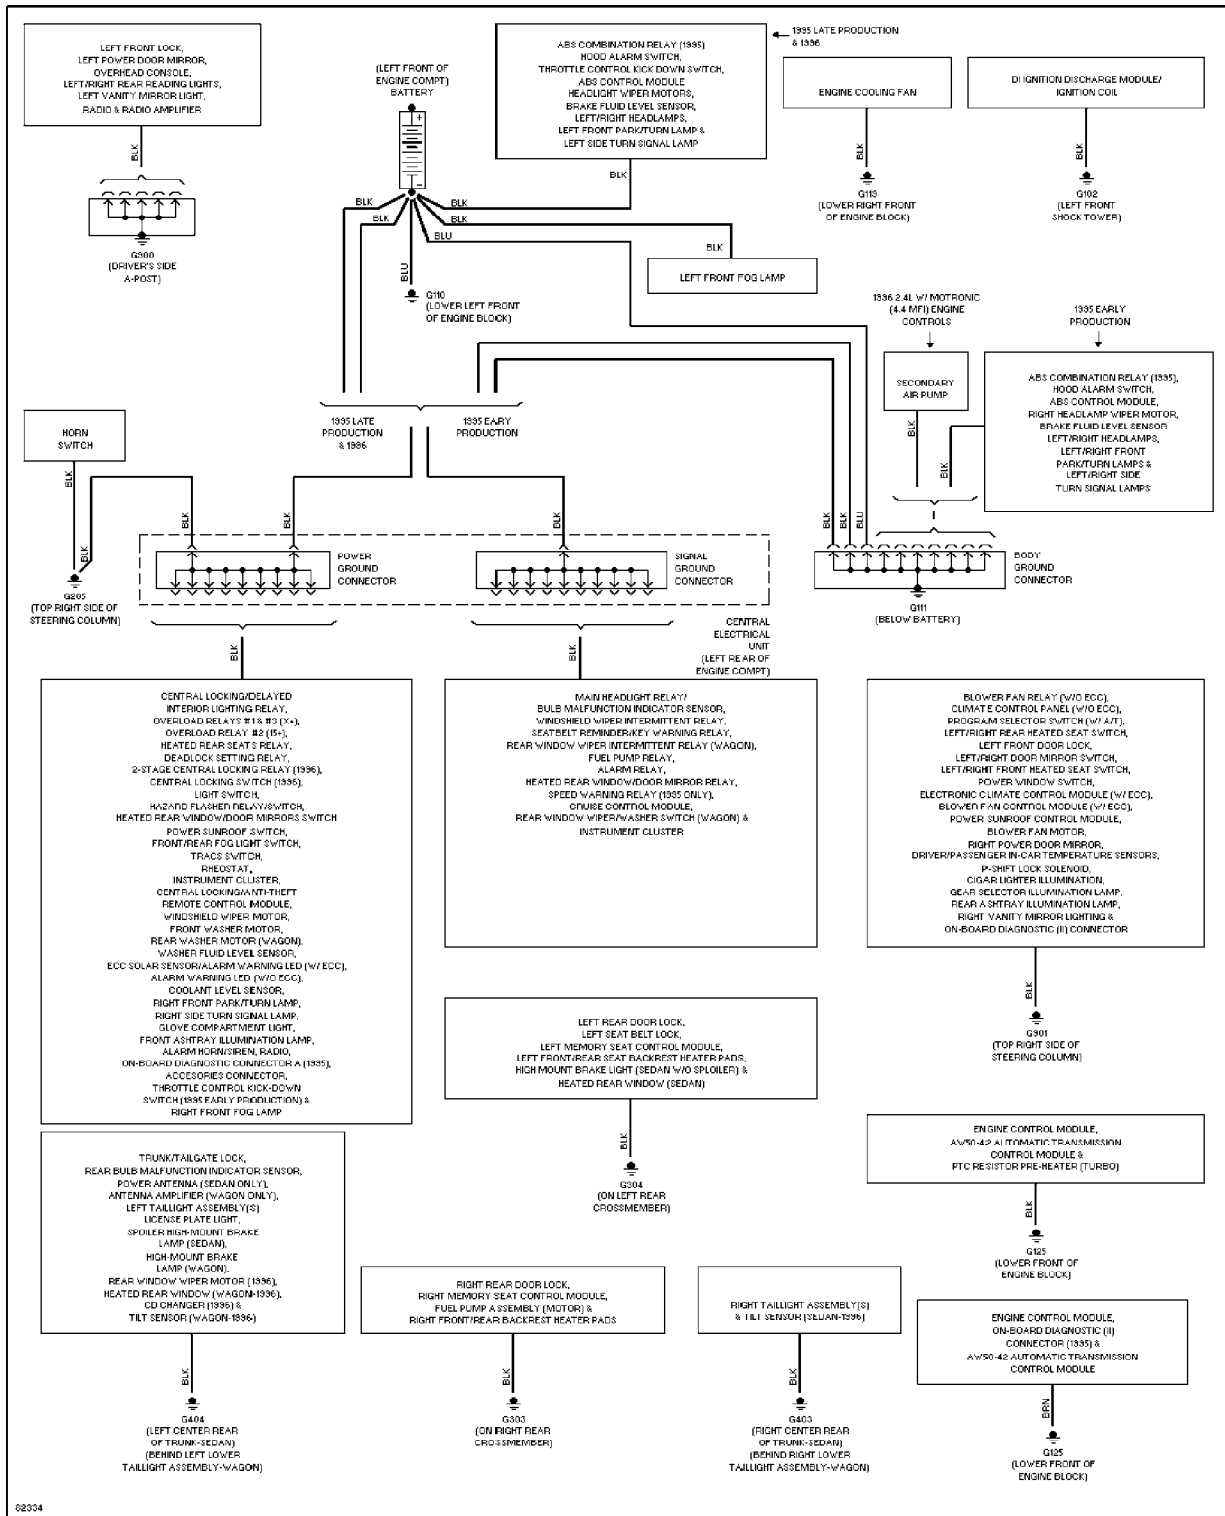 LEFT FRONT LOCK,
LEFT POWER DOOR MIRROR,
OVERHEAD CONSOLE,
LEFT/RIGHT REAR READING LIGHTS,
LEFT VANITY MIRROR LIGHT,
RADIO & RADIO AMPLIFIER
BLK
G300
(DRIVER'S SIDE
A-POST)
(LEFT FRONT OF
ENGINE COMPT)
BATTERY
+
-
BLK
BLK
BLK
BLK
BLU
BLU
G110
(LOWER LEFT FRONT
OF ENGINE BLOCK)
ABS COMBINATION RELAY (1995)
HOOD ALARM SWITCH,
THROTTLE CONTROL KICK DOWN SWITCH,
ABS CONTROL MODULE
HEADLIGHT WIPER MOTORS,
BRAKE FLUID LEVEL SENSOR,
LEFT/RIGHT HEADLAMPS,
LEFT FRONT PARK/TURN LAMP &
LEFT SIDE TURN SIGNAL LAMP
BLK
1995 LATE PRODUCTION
& 1996
BLK
LEFT FRONT FOG LAMP
ENGINE COOLING FAN
BLK
G113
(LOWER RIGHT FRONT
OF ENGINE BLOCK)
DI IGNITION DISCHARGE MODULE/
IGNITION COIL
BLK
G102
(LEFT FRONT
SHOCK TOWER)
1996 2.4L W/ MOTRONIC
(4.4 MFI) ENGINE
CONTROLS
SECONDARY
AIR PUMP
BLK
1995 EARLY
PRODUCTION
ABS COMBINATION RELAY (1995),
HOOD ALARM SWITCH,
ABS CONTROL MODULE,
RIGHT HEADLAMP WIPER MOTOR,
BRAKE FLUID LEVEL SENSOR
LEFT/RIGHT HEADLAMPS,
LEFT/RIGHT FRONT
PARK/TURN LAMPS &
LEFT/RIGHT SIDE
TURN SIGNAL LAMPS
BLK
1995 LATE
PRODUCTION
& 1996
1995 EARY
PRODUCTION
HORN
SWITCH
BLK
BLK
G205
(TOP RIGHT SIDE OF
STEERING COLUMN)
BLK
BLK
BLK
POWER
GROUND
CONNECTOR
SIGNAL
GROUND
CONNECTOR
BLK
BLK
BLU
BODY
GROUND
CONNECTOR
G111
(BELOW BATTERY)
CENTRAL
ELECTRICAL
UNIT
(LEFT REAR OF
ENGINE COMPT)
BLK
BLK
CENTRAL LOCKING/DELAYED
INTERIOR LIGHTING RELAY,
OVERLOAD RELAYS #1 & #3 (X+),
OVERLOAD RELAY #2 (15+),
HEATED REAR SEATS RELAY,
DEADLOCK SETTING RELAY,
2-STAGE CENTRAL LOCKING RELAY (1996),
CENTRAL LOCKING SWITCH (1996),
LIGHT SWITCH,
HAZARD FLASHER RELAY/SWITCH,
HEATED REAR WINDOW/DOOR MIRRORS SWITCH
POWER SUNROOF SWITCH,
FRONT/REAR FOG LIGHT SWITCH,
TRACS SWITCH,
RHEOSTAT,
INSTRUMENT CLUSTER,
CENTRAL LOCKING/ANTI-THEFT
REMOTE CONTROL MODULE,
WINDSHIELD WIPER MOTOR,
FRONT WASHER MOTOR,
REAR WASHER MOTOR (WAGON),
WASHER FLUID LEVEL SENSOR,
ECC SOLAR SENSOR/ALARM WARNING LED (W/ ECC),
ALARM WARNING LED (W/O ECC),
COOLANT LEVEL SENSOR,
RIGHT FRONT PARK/TURN LAMP,
RIGHT SIDE TURN SIGNAL LAMP,
GLOVE COMPARTMENT LIGHT,
FRONT ASHTRAY ILLUMINATION LAMP,
ALARM HORN/SIREN, RADIO,
ON-BOARD DIAGNOSTIC CONNECTOR A (1995),
ACCESORIES CONNECTOR,
THROTTLE CONTROL KICK-DOWN
SWITCH (1995 EARLY PRODUCTION) &
RIGHT FRONT FOG LAMP
MAIN HEADLIGHT RELAY/
BULB MALFUNCTION INDICATOR SENSOR,
WINDSHIELD WIPER INTERMITTENT RELAY,
SEATBELT REMINDER/KEY WARNING RELAY,
REAR WINDOW WIPER INTERMITTENT RELAY (WAGON),
FUEL PUMP RELAY,
ALARM RELAY,
HEATED REAR WINDOW/DOOR MIRROR RELAY,
SPEED WARNING RELAY (1995 ONLY),
CRUISE CONTROL MODULE,
REAR WINDOW WIPER/WASHER SWITCH (WAGON) &
INSTRUMENT CLUSTER
BLOWER FAN RELAY (W/O ECC),
CLIMATE CONTROL PANEL (W/O ECC),
PROGRAM SELECTOR SWITCH (W/ A/T),
LEFT/RIGHT REAR HEATED SEAT SWITCH,
LEFT FRONT DOOR LOCK,
LEFT/RIGHT DOOR MIRROR SWITCH,
LEFT/RIGHT FRONT HEATED SEAT SWITCH,
POWER WINDOW SWITCH,
ELECTRONIC CLIMATE CONTROL MODULE (W/ ECC),
BLOWER FAN CONTROL MODULE (W/ ECC),
POWER SUNROOF CONTROL MODULE,
BLOWER FAN MOTOR,
RIGHT POWER DOOR MIRROR,
DRIVER/PASSENGER IN-CAR TEMPERATURE SENSORS,
P-SHIFT LOCK SOLENOID,
CIGAR LIGHTER ILLUMINATION,
GEAR SELECTOR ILLUMINATION LAMP,
REAR ASHTRAY ILLUMINATION LAMP,
RIGHT VANITY MIRROR LIGHTING &
ON-BOARD DIAGNOSTIC (II) CONNECTOR
BLK
G301
(TOP RIGHT SIDE OF
STEERING COLUMN)
LEFT REAR DOOR LOCK,
LEFT SEAT BELT LOCK,
LEFT MEMORY SEAT CONTROL MODULE,
LEFT FRONT/REAR SEAT BACKREST HEATER PADS,
HIGH MOUNT BRAKE LIGHT (SEDAN W/O SPLOILER) &
HEATED REAR WINDOW (SEDAN)
BLK
G304
(ON LEFT REAR
CROSSMEMBER)
ENGINE CONTROL MODULE,
AW50-42 AUTOMATIC TRANSMISSION
CONTROL MODULE &
PTC RESISTOR PRE-HEATER (TURBO)
BLK
G125
(LOWER FRONT OF
ENGINE BLOCK)
TRUNK/TAILGATE LOCK,
REAR BULB MALFUNCTION INDICATOR SENSOR,
POWER ANTENNA (SEDAN ONLY),
ANTENNA AMPLIFIER (WAGON ONLY),
LEFT TAILLIGHT ASSEMBLY(S)
LICENSE PLATE LIGHT,
SPOILER HIGH-MOUNT BRAKE
LAMP (SEDAN),
HIGH-MOUNT BRAKE
LAMP (WAGON),
REAR WINDOW WIPER MOTOR (1996),
HEATED REAR WINDOW (WAGON-1996),
CD CHANGER (1996) &
TILT SENSOR (WAGON-1996)
BLK
G404
(LEFT CENTER REAR
OF TRUNK-SEDAN)
(BEHIND LEFT LOWER
TAILLIGHT ASSEMBLY-WAGON)
RIGHT REAR DOOR LOCK,
RIGHT MEMORY SEAT CONTROL MODULE,
FUEL PUMP ASSEMBLY (MOTOR) &
RIGHT FRONT/REAR BACKREST HEATER PADS
BLK
G303
(ON RIGHT REAR
CROSSMEMBER)
RIGHT TAILLIGHT ASSEMBLY(S)
& TILT SENSOR (SEDAN-1996)
BLK
G403
(RIGHT CENTER REAR
OF TRUNK-SEDAN)
(BEHIND RIGHT LOWER
TAILLIGHT ASSEMBLY-WAGON)
ENGINE CONTROL MODULE,
ON-BOARD DIAGNOSTIC (II)
CONNECTOR (1995) &
AW50-42 AUTOMATIC TRANSMISSION
CONTROL MODULE
BRN
G125
(LOWER FRONT OF
ENGINE BLOCK)
82334